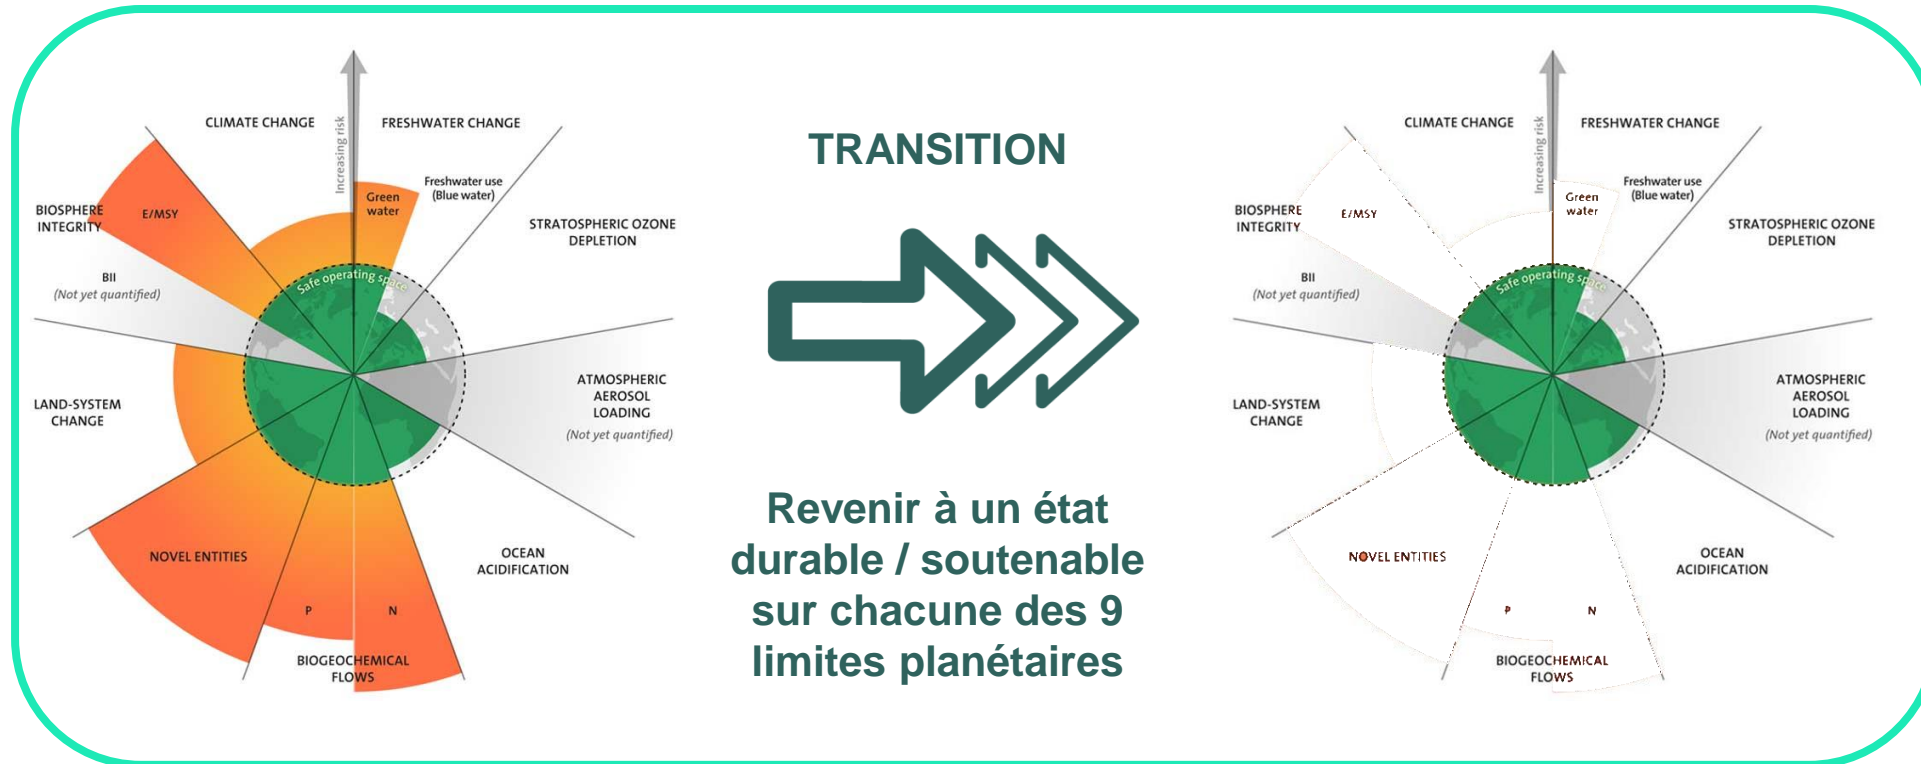 CLIMATE CHANGE
FRESHWATER CHANGE
Increasing risk
Freshwater use
(Blue water)
Green
water
BIOSPHERE
INTEGRITY
E/MSY
STRATOSPHERIC OZONE
DEPLETION
BII
(Not yet quantified)
Safe operating space
ATMOSPHERIC
AEROSOL
LOADING
(Not yet quantified)
LAND-SYSTEM
CHANGE
NOVEL ENTITIES
OCEAN
ACIDIFICATION
P
N
BIOGEOCHEMICAL
FLOWS
TRANSITION
Revenir à un état
durable / soutenable
sur chacune des 9
limites planétaires
CLIMATE CHANGE
FRESHWATER CHANGE
Increasing risk
Freshwater use
(Blue water)
Green
water
BIOSPHERE
INTEGRITY
E/MSY
STRATOSPHERIC OZONE
DEPLETION
BII
(Not yet quantified)
Safe operating space
ATMOSPHERIC
AEROSOL
LOADING
(Not yet quantified)
LAND-SYSTEM
CHANGE
NOVEL ENTITIES
OCEAN
ACIDIFICATION
P
N
BIOGEOCHEMICAL
FLOWS